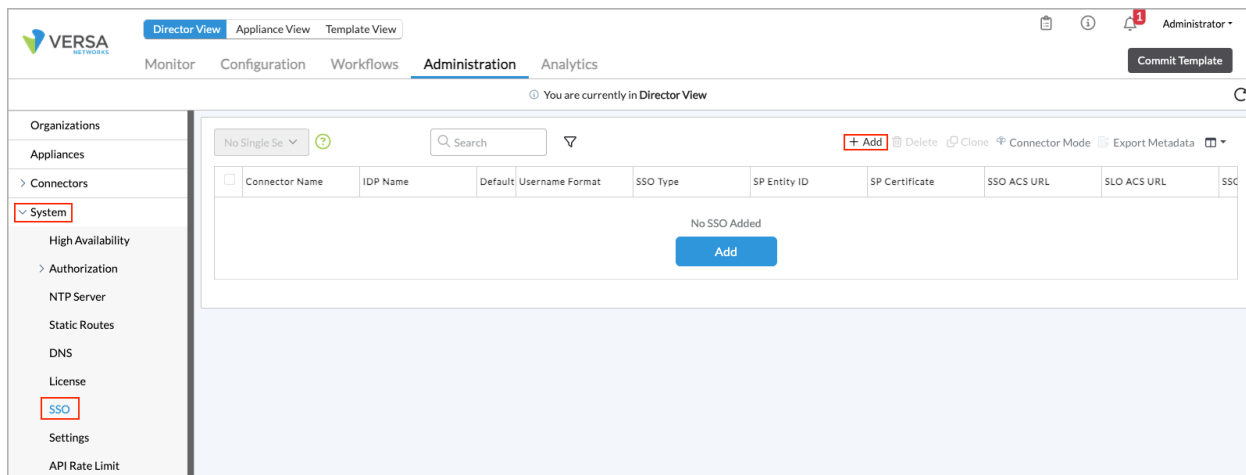 VERSA
NETWORKS
Director View Appliance View Template View
1
Administrator
Monitor Configuration Workflows Administration Analytics
Commit Template
You are currently in Director View
Organizations
Appliances
Connectors
System
High Availability
Authorization
NTP Server
Static Routes
DNS
License
SSO
Settings
API Rate Limit
No Single Se ?
Search
+ Add Delete Clone Connector Mode Export Metadata
Connector Name IDP Name Default Username Format SSO Type SP Entity ID SP Certificate SSO ACS URL SLO ACS URL SSO
No SSO Added
Add